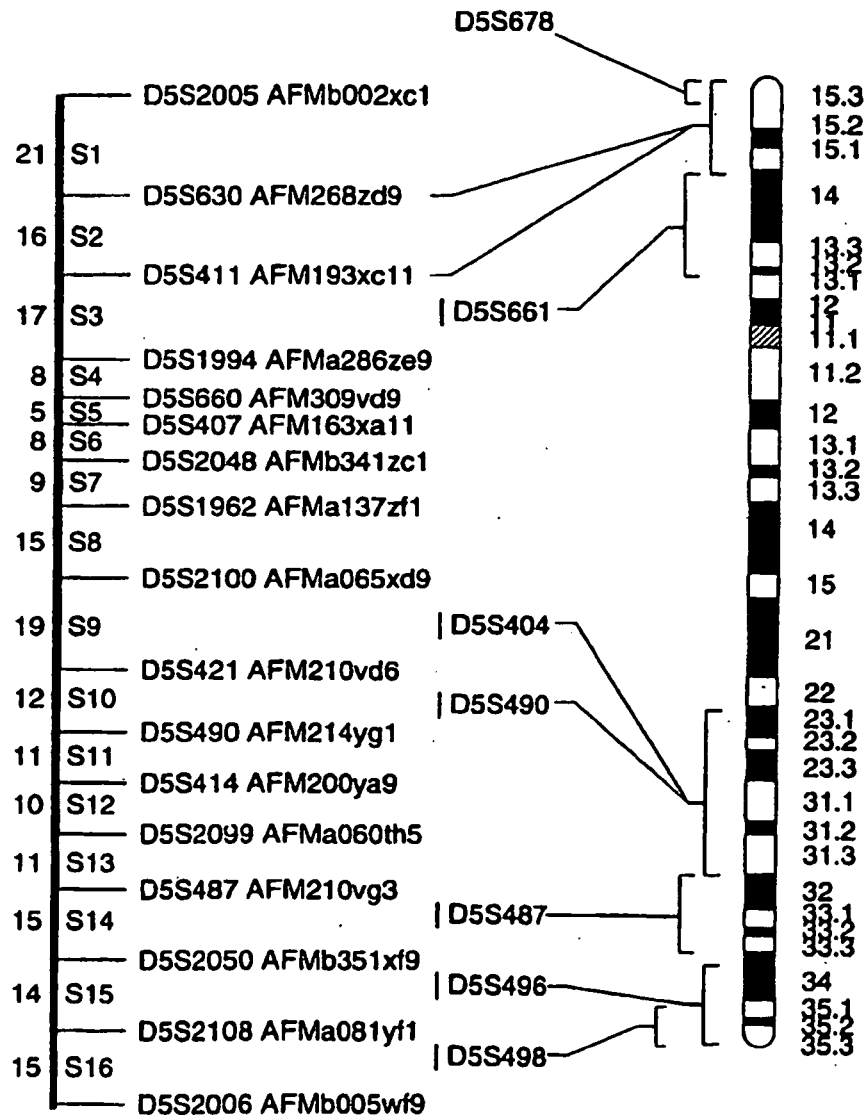 D5S678
D5S2005 AFMb002xc1
21 S1
D5S630 AFM268zd9
16 S2
D5S411 AFM193xc11
17 S3
D5S661
D5S1994 AFMa286ze9
8 S4
D5S660 AFM309vd9
5 S5
D5S407 AFM163xa11
8 S6
D5S2048 AFMb341zc1
9 S7
D5S1962 AFMa137zf1
15 S8
D5S2100 AFMa065xd9
19 S9
D5S404
D5S421 AFM210vd6
12 S10
D5S490
D5S490 AFM214yg1
11 S11
D5S414 AFM200ya9
10 S12
D5S2099 AFMa060th5
11 S13
D5S487 AFM210vg3
15 S14
D5S487
D5S2050 AFMb351xf9
14 S15
D5S496
D5S2108 AFMa081yf1
15 S16
D5S498
D5S2006 AFMb005wf9
15.3
15.2
15.1
14
13.3
13.2
13.1
12
11
11.1
11.2
12
13.1
13.2
13.3
14
15
21
22
23.1
23.2
23.3
31.1
31.2
31.3
32
33.1
33.2
33.3
34
35.1
35.2
35.3